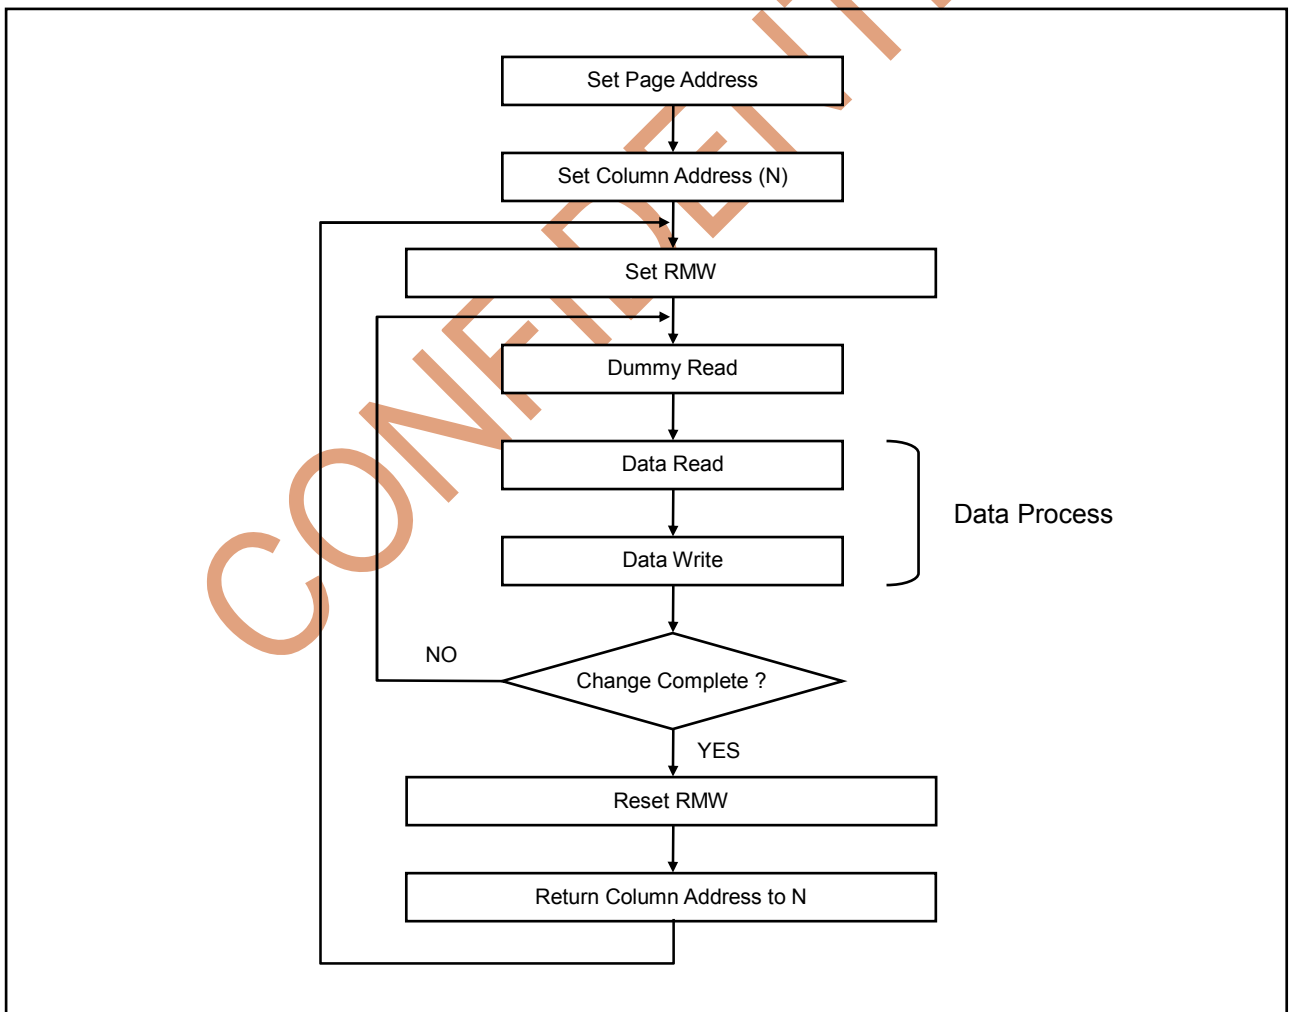 Set Page Address
Set Column Address (N)
Set RMW
Dummy Read
Data Read
Data Process
Data Write
NO
Change Complete ?
YES
Reset RMW
Return Column Address to N